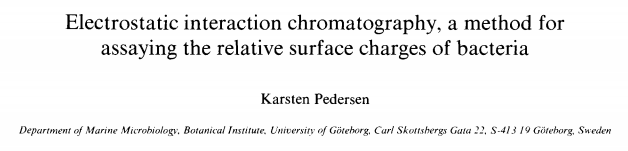 Electrostatic interaction chromatography, a method for
assaying the relative surface charges of bacteria
Karsten Pedersen
Department of Marine Microbiology, Botanical Institute, University of Göteborg, Carl Skottsbergs Gata 22, S-413 19 Göteborg, Sweden